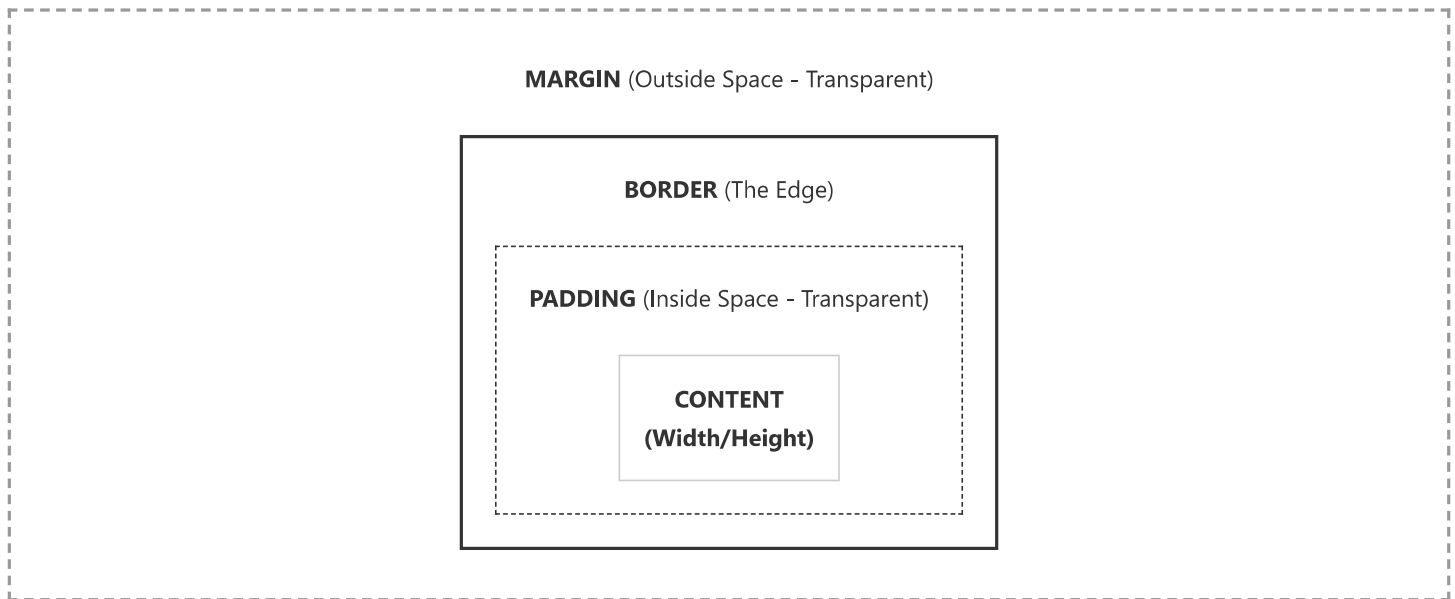 MARGIN (Outside Space - Transparent)
BORDER (The Edge)
PADDING (Inside Space - Transparent)
CONTENT
(Width/Height)